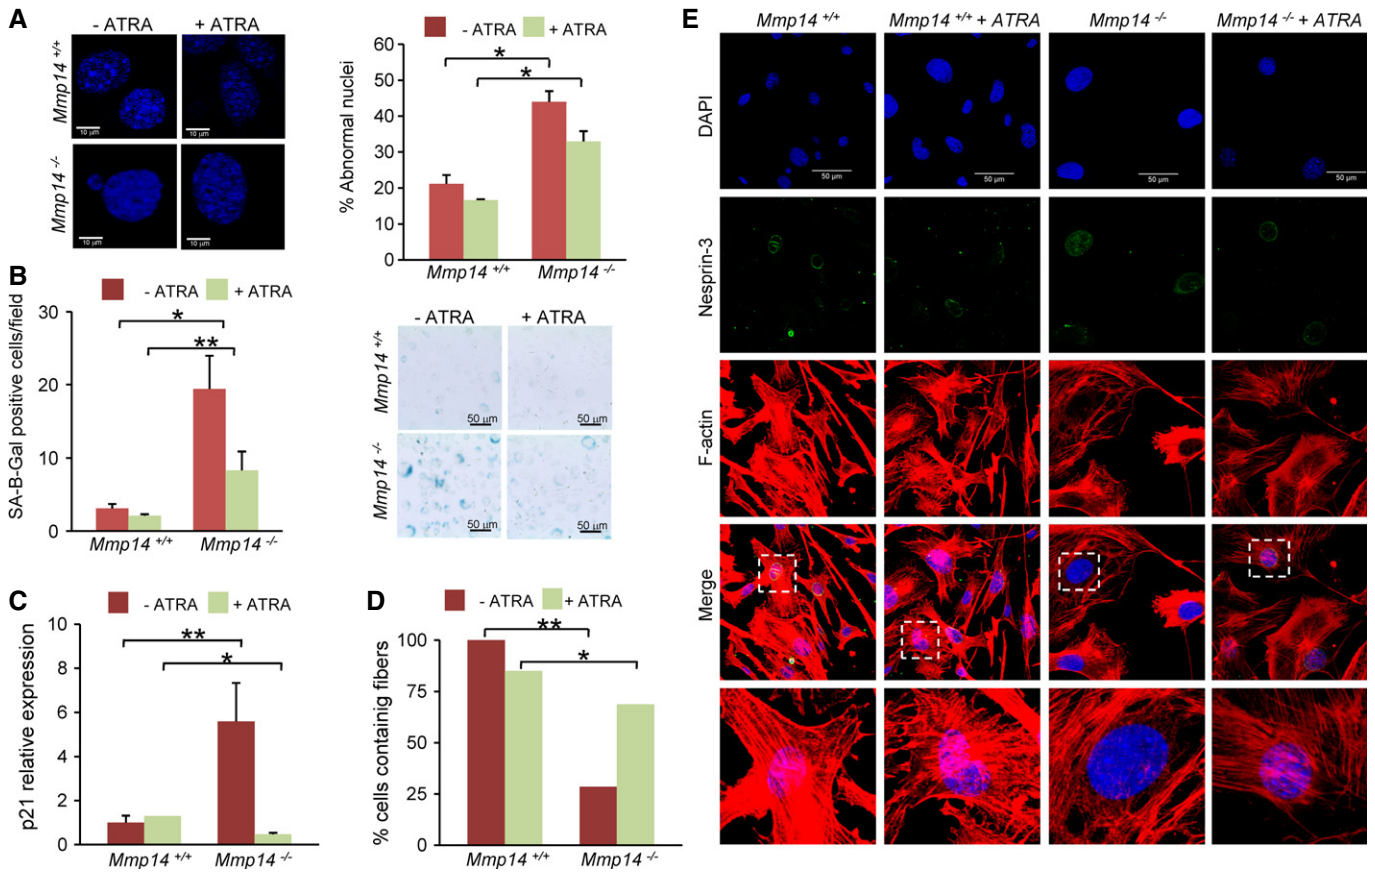 A
- ATRA + ATRA
Mmp14 +/+
Mmp14 -/-
10 µm 10 µm
10 µm 10 µm
- ATRA + ATRA
% Abnormal nuclei
60
50
40
30
20
10
0
* *
Mmp14 +/+ Mmp14 -/-
B
- ATRA + ATRA
SA-B-Gal positive cells/field
30
20
10
0
* **
Mmp14 +/+ Mmp14 -/-
- ATRA + ATRA
Mmp14 +/+
Mmp14 -/-
50 µm 50 µm
50 µm 50 µm
C
- ATRA + ATRA
p21 relative expression
10
8
6
4
2
0
** *
Mmp14 +/+ Mmp14 -/-
D
- ATRA + ATRA
% cells containig fibers
100
75
50
25
0
** *
Mmp14 +/+ Mmp14 -/-
E
Mmp14 +/+ Mmp14 +/+ + ATRA Mmp14 -/- Mmp14 -/- + ATRA
DAPI
50 µm 50 µm 50 µm 50 µm
Nesprin-3
F-actin
Merge